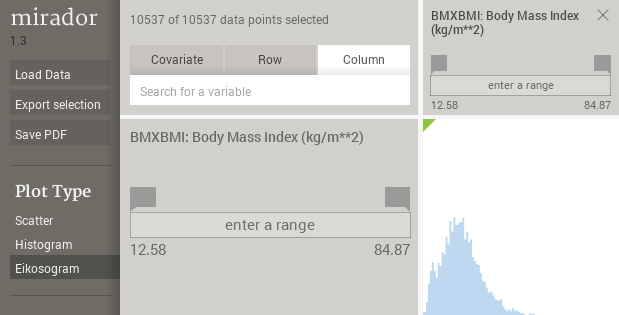 mirador
1.3
Load Data
Export selection
Save PDF
Plot Type
Scatter
Histogram
Eikosogram
10537 of 10537 data points selected
Covariate Row Column
Search for a variable
BMXBMI: Body Mass Index (kg/m**2)
enter a range
12.58 84.87
BMXBMI: Body Mass Index
(kg/m**2)
enter a range
12.58 84.87